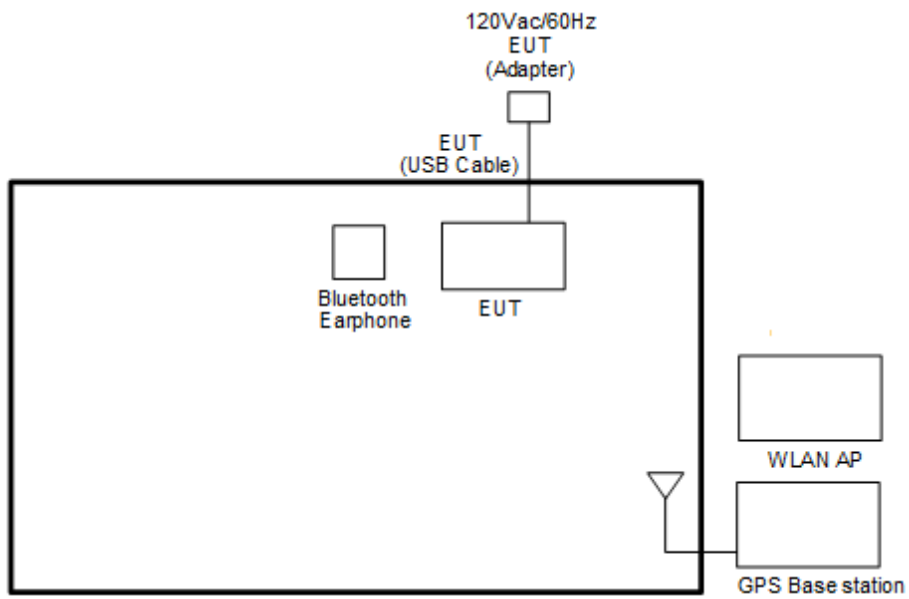 120Vac/60Hz
EUT
(Adapter)
EUT
(USB Cable)
Bluetooth
Earphone
EUT
WLAN AP
GPS Base station